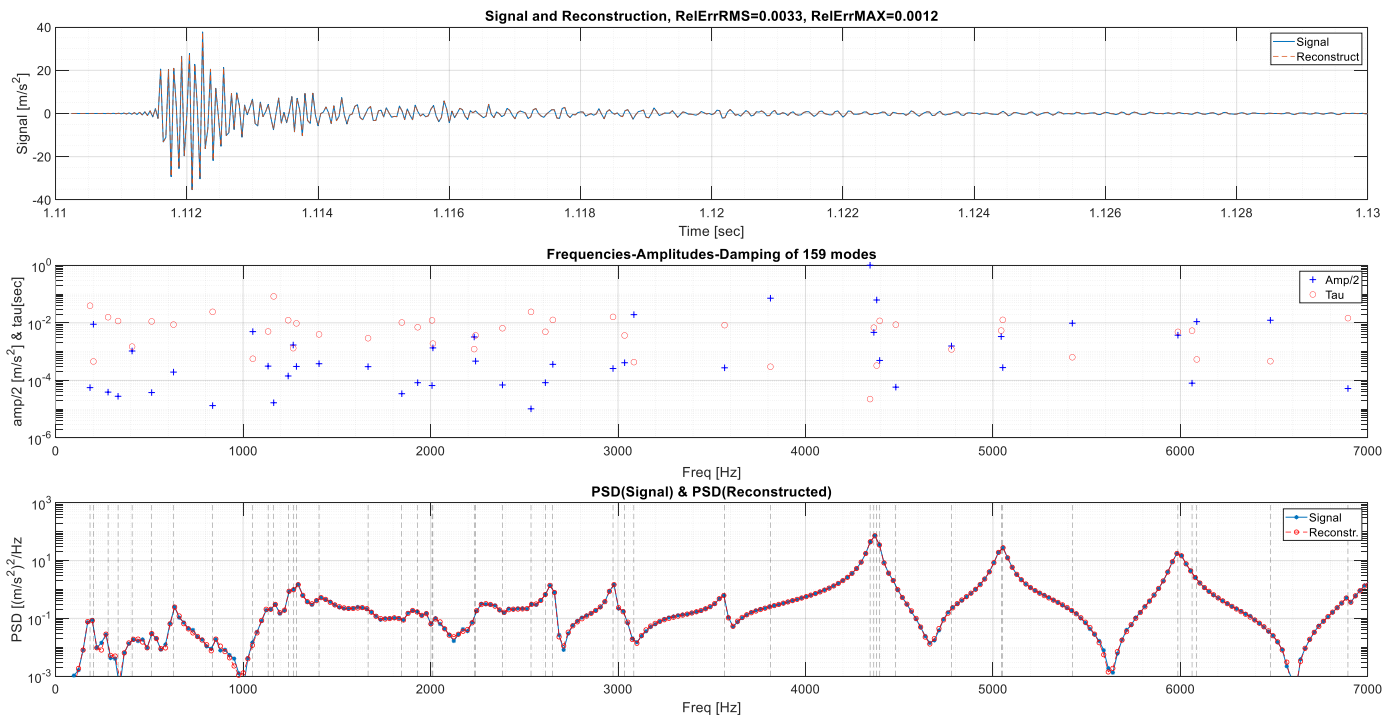 Signal and Reconstruction, RelErrRMS=0.0033, RelErrMAX=0.0012
Signal [m/s²]
40
20
0
-20
-40
Signal
Reconstruct
1.11 1.112 1.114 1.116 1.118 1.12 1.122 1.124 1.126 1.128 1.13
Time [sec]
Frequencies-Amplitudes-Damping of 159 modes
amp/2 [m/s²] & tau[sec]
10⁰
10⁻²
10⁻⁴
10⁻⁶
Amp/2
Tau
0 1000 2000 3000 4000 5000 6000 7000
Freq [Hz]
PSD(Signal) & PSD(Reconstructed)
PSD [(m/s²)²/Hz
10³
10¹
10⁻¹
10⁻³
Signal
Reconstr.
0 1000 2000 3000 4000 5000 6000 7000
Freq [Hz]